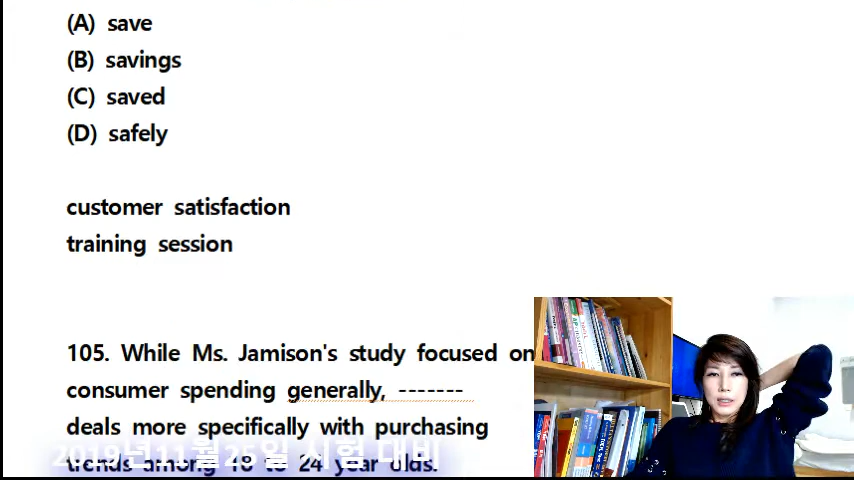 (A) save
(B) savings
(C) saved
(D) safely
customer satisfaction
training session
105. While Ms. Jamison's study focused on
consumer spending generally, -------
deals more specifically with purchasing
trends among 18 to 24 year olds.
2019년11월25일 시험 대비